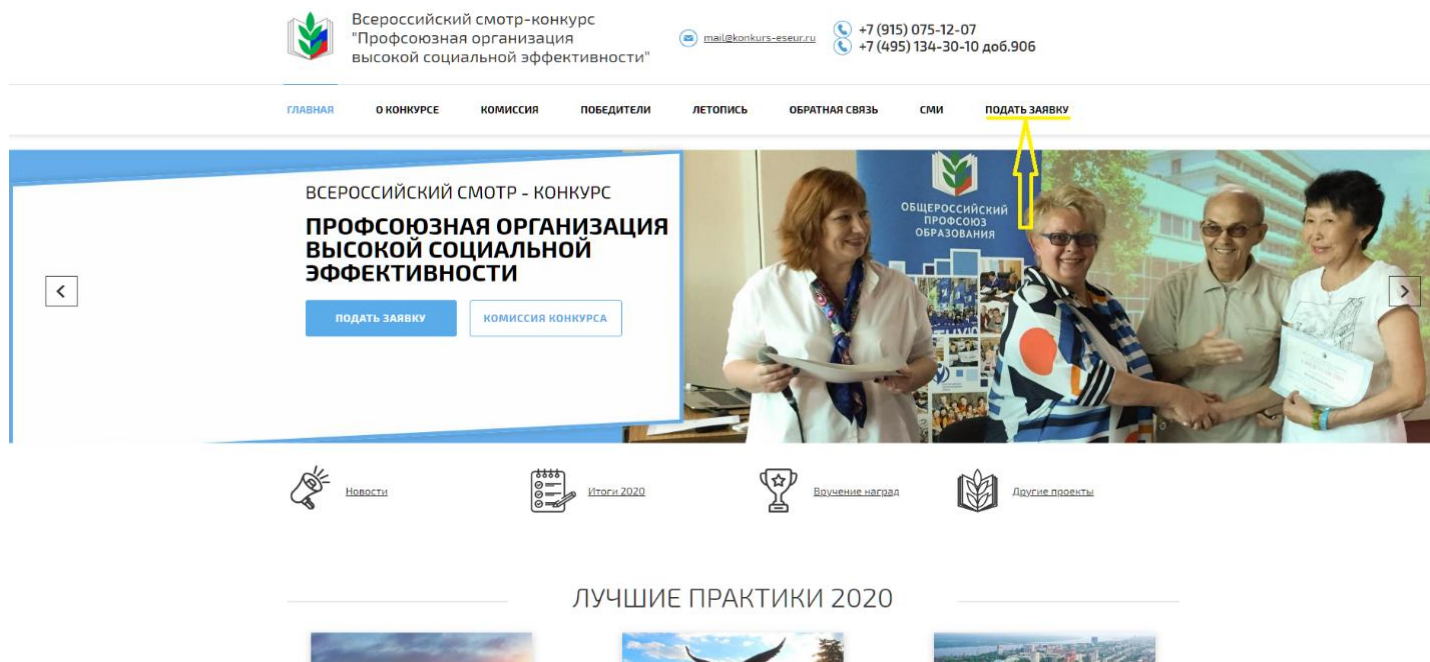 Всероссийский смотр-конкурс
"Профсоюзная организация
высокой социальной эффективности"
mail@konkurs-eseur.ru
+7 (915) 075-12-07
+7 (495) 134-30-10 доб.906
ГЛАВНАЯ О КОНКУРСЕ КОМИССИЯ ПОБЕДИТЕЛИ ЛЕТОПИСЬ ОБРАТНАЯ СВЯЗЬ СМИ ПОДАТЬ ЗАЯВКУ
ВСЕРОССИЙСКИЙ СМОТР - КОНКУРС
ПРОФСОЮЗНАЯ ОРГАНИЗАЦИЯ
ВЫСОКОЙ СОЦИАЛЬНОЙ
ЭФФЕКТИВНОСТИ
ПОДАТЬ ЗАЯВКУ КОМИССИЯ КОНКУРСА
ОБЩЕРОССИЙСКИЙ
ПРОФСОЮЗ
ОБРАЗОВАНИЯ
Новости Итоги 2020 Вручение наград Другие проекты
ЛУЧШИЕ ПРАКТИКИ 2020